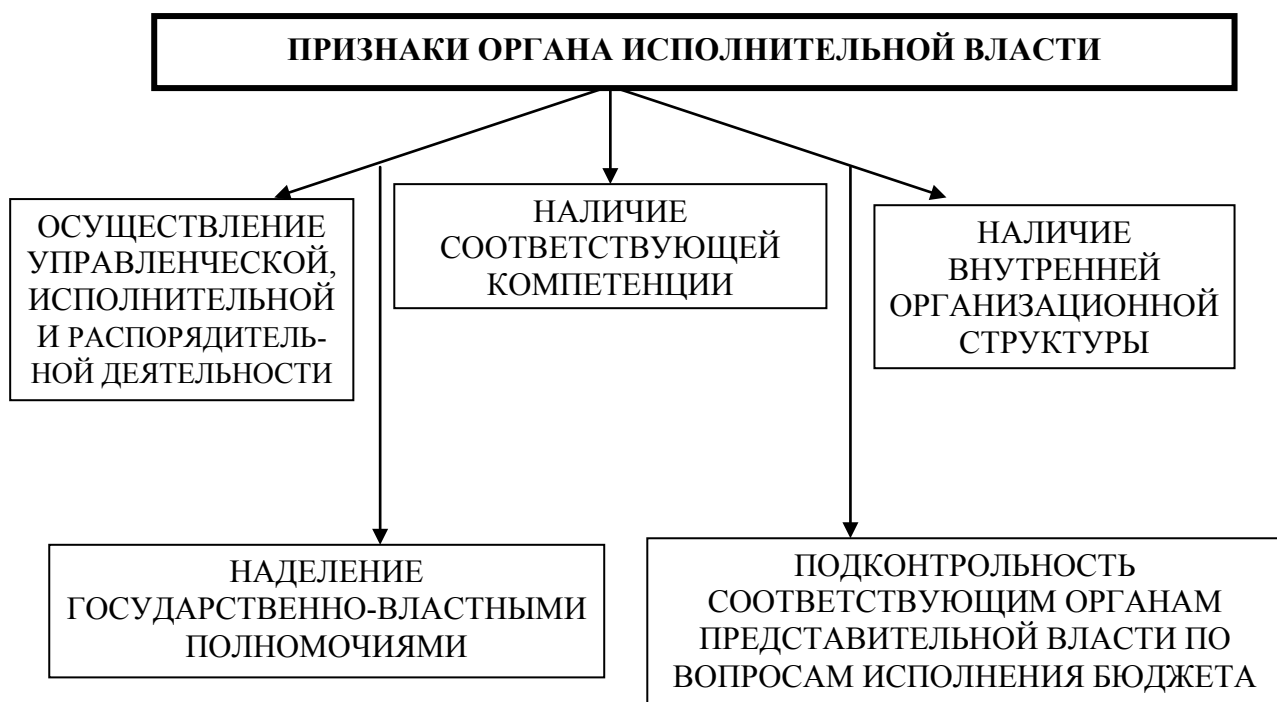 ПРИЗНАКИ ОРГАНА ИСПОЛНИТЕЛЬНОЙ ВЛАСТИ
ОСУЩЕСТВЛЕНИЕ
УПРАВЛЕНЧЕСКОЙ,
ИСПОЛНИТЕЛЬНОЙ
И РАСПОРЯДИТЕЛЬ-
НОЙ ДЕЯТЕЛЬНОСТИ
НАЛИЧИЕ
СООТВЕТСТВУЮЩЕЙ
КОМПЕТЕНЦИИ
НАЛИЧИЕ
ВНУТРЕННЕЙ
ОРГАНИЗАЦИОННОЙ
СТРУКТУРЫ
НАДЕЛЕНИЕ
ГОСУДАРСТВЕННО-ВЛАСТНЫМИ
ПОЛНОМОЧИЯМИ
ПОДКОНТРОЛЬНОСТЬ
СООТВЕТСТВУЮЩИМ ОРГАНАМ
ПРЕДСТАВИТЕЛЬНОЙ ВЛАСТИ ПО
ВОПРОСАМ ИСПОЛНЕНИЯ БЮДЖЕТА